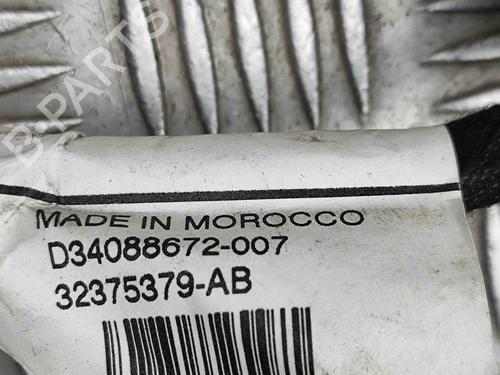 B-PARTS
MADE IN MOROCCO
D34088672-007
32375379-AB